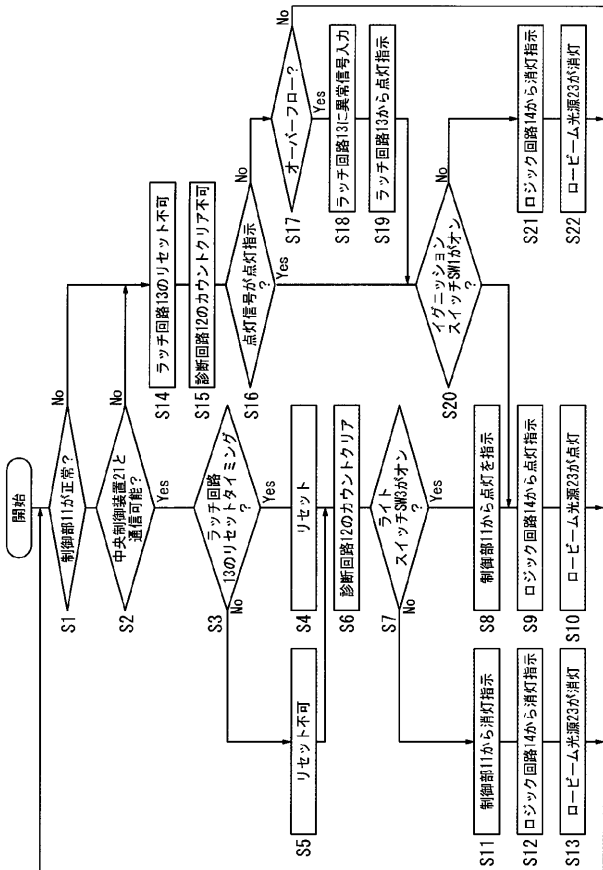 開始
制御部11が正常?
S1
No
中央制御装置21と
通信可能?
S2
No
Yes
ラッチ回路
13のリセットタイミング
?
S3
No
Yes
リセット
S4
リセット不可
S5
診断回路12のカウントクリア
S6
ライト
スイッチSW3がオン
?
S7
No
Yes
制御部11から点灯を指示
S8
ロジック回路14から点灯指示
S9
ロービーム光源23が点灯
S10
制御部11から消灯指示
S11
ロジック回路14から消灯指示
S12
ロービーム光源23が消灯
S13
ラッチ回路13のリセット不可
S14
診断回路12のカウントクリア不可
S15
点灯信号が点灯指示
?
S16
No
Yes
オーバーフロー?
S17
No
Yes
ラッチ回路13に異常信号入力
S18
ラッチ回路13から点灯指示
S19
イグニッション
スイッチSW1がオン
?
S20
No
Yes
ロジック回路14から消灯指示
S21
ロービーム光源23が消灯
S22